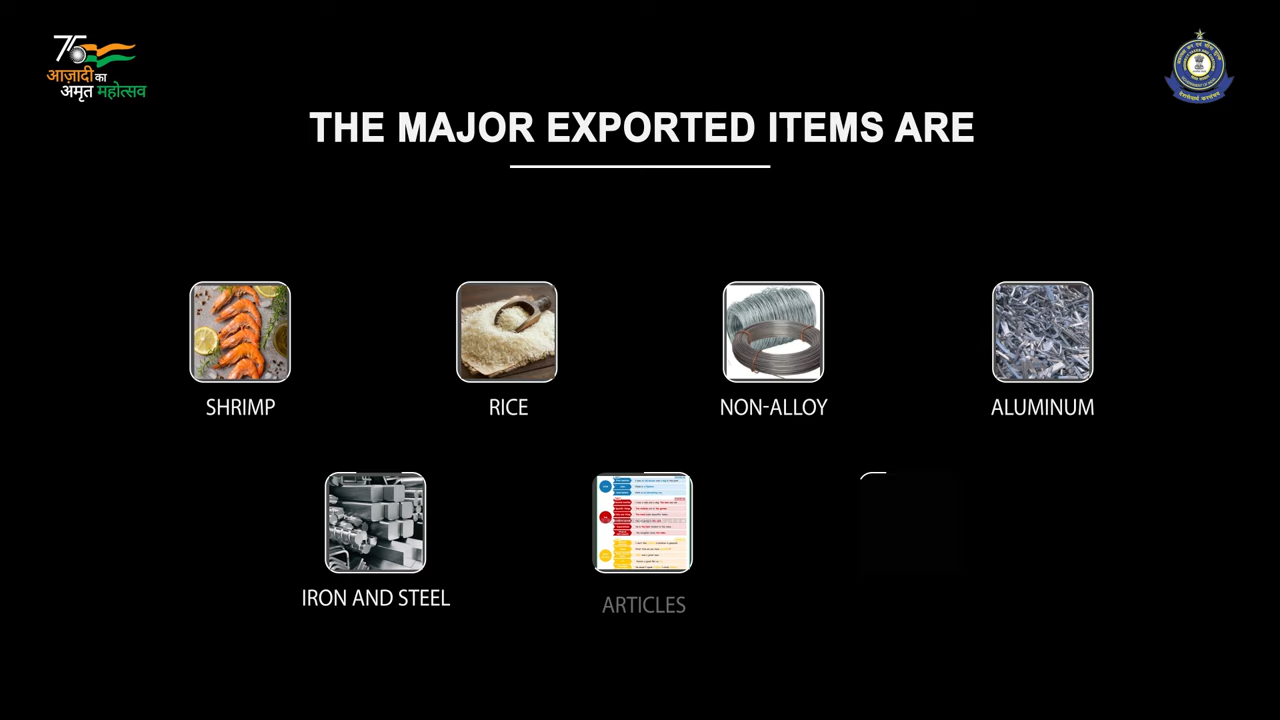 75
आज़ादी का
अमृत महोत्सव
THE MAJOR EXPORTED ITEMS ARE
SHRIMP
RICE
NON-ALLOY
ALUMINUM
IRON AND STEEL
ARTICLES